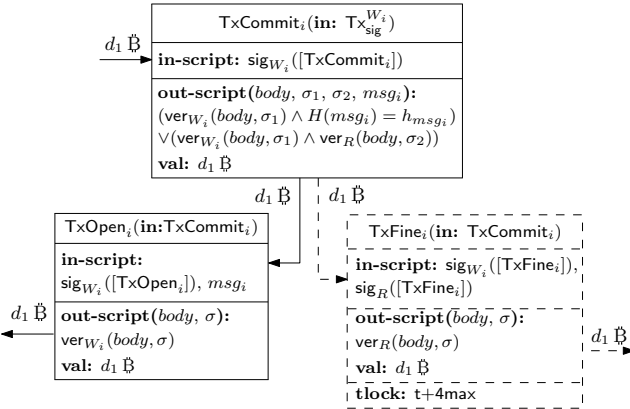 TxCommit_i(in: Tx_sig^{W_i})
d_1 ₿
in-script: sig_{W_i}([TxCommit_i])
out-script(body, σ_1, σ_2, msg_i):
(ver_{W_i}(body, σ_1) ∧ H(msg_i) = h_{msg_i})
∨(ver_{W_i}(body, σ_1) ∧ ver_R(body, σ_2))
val: d_1 ₿
d_1 ₿
d_1 ₿
TxOpen_i(in:TxCommit_i)
in-script:
sig_{W_i}([TxOpen_i]), msg_i
out-script(body, σ):
ver_{W_i}(body, σ)
val: d_1 ₿
d_1 ₿
TxFine_i(in: TxCommit_i)
in-script: sig_{W_i}([TxFine_i]),
sig_R([TxFine_i])
out-script(body, σ):
ver_R(body, σ)
val: d_1 ₿
tlock: t+4max
d_1 ₿